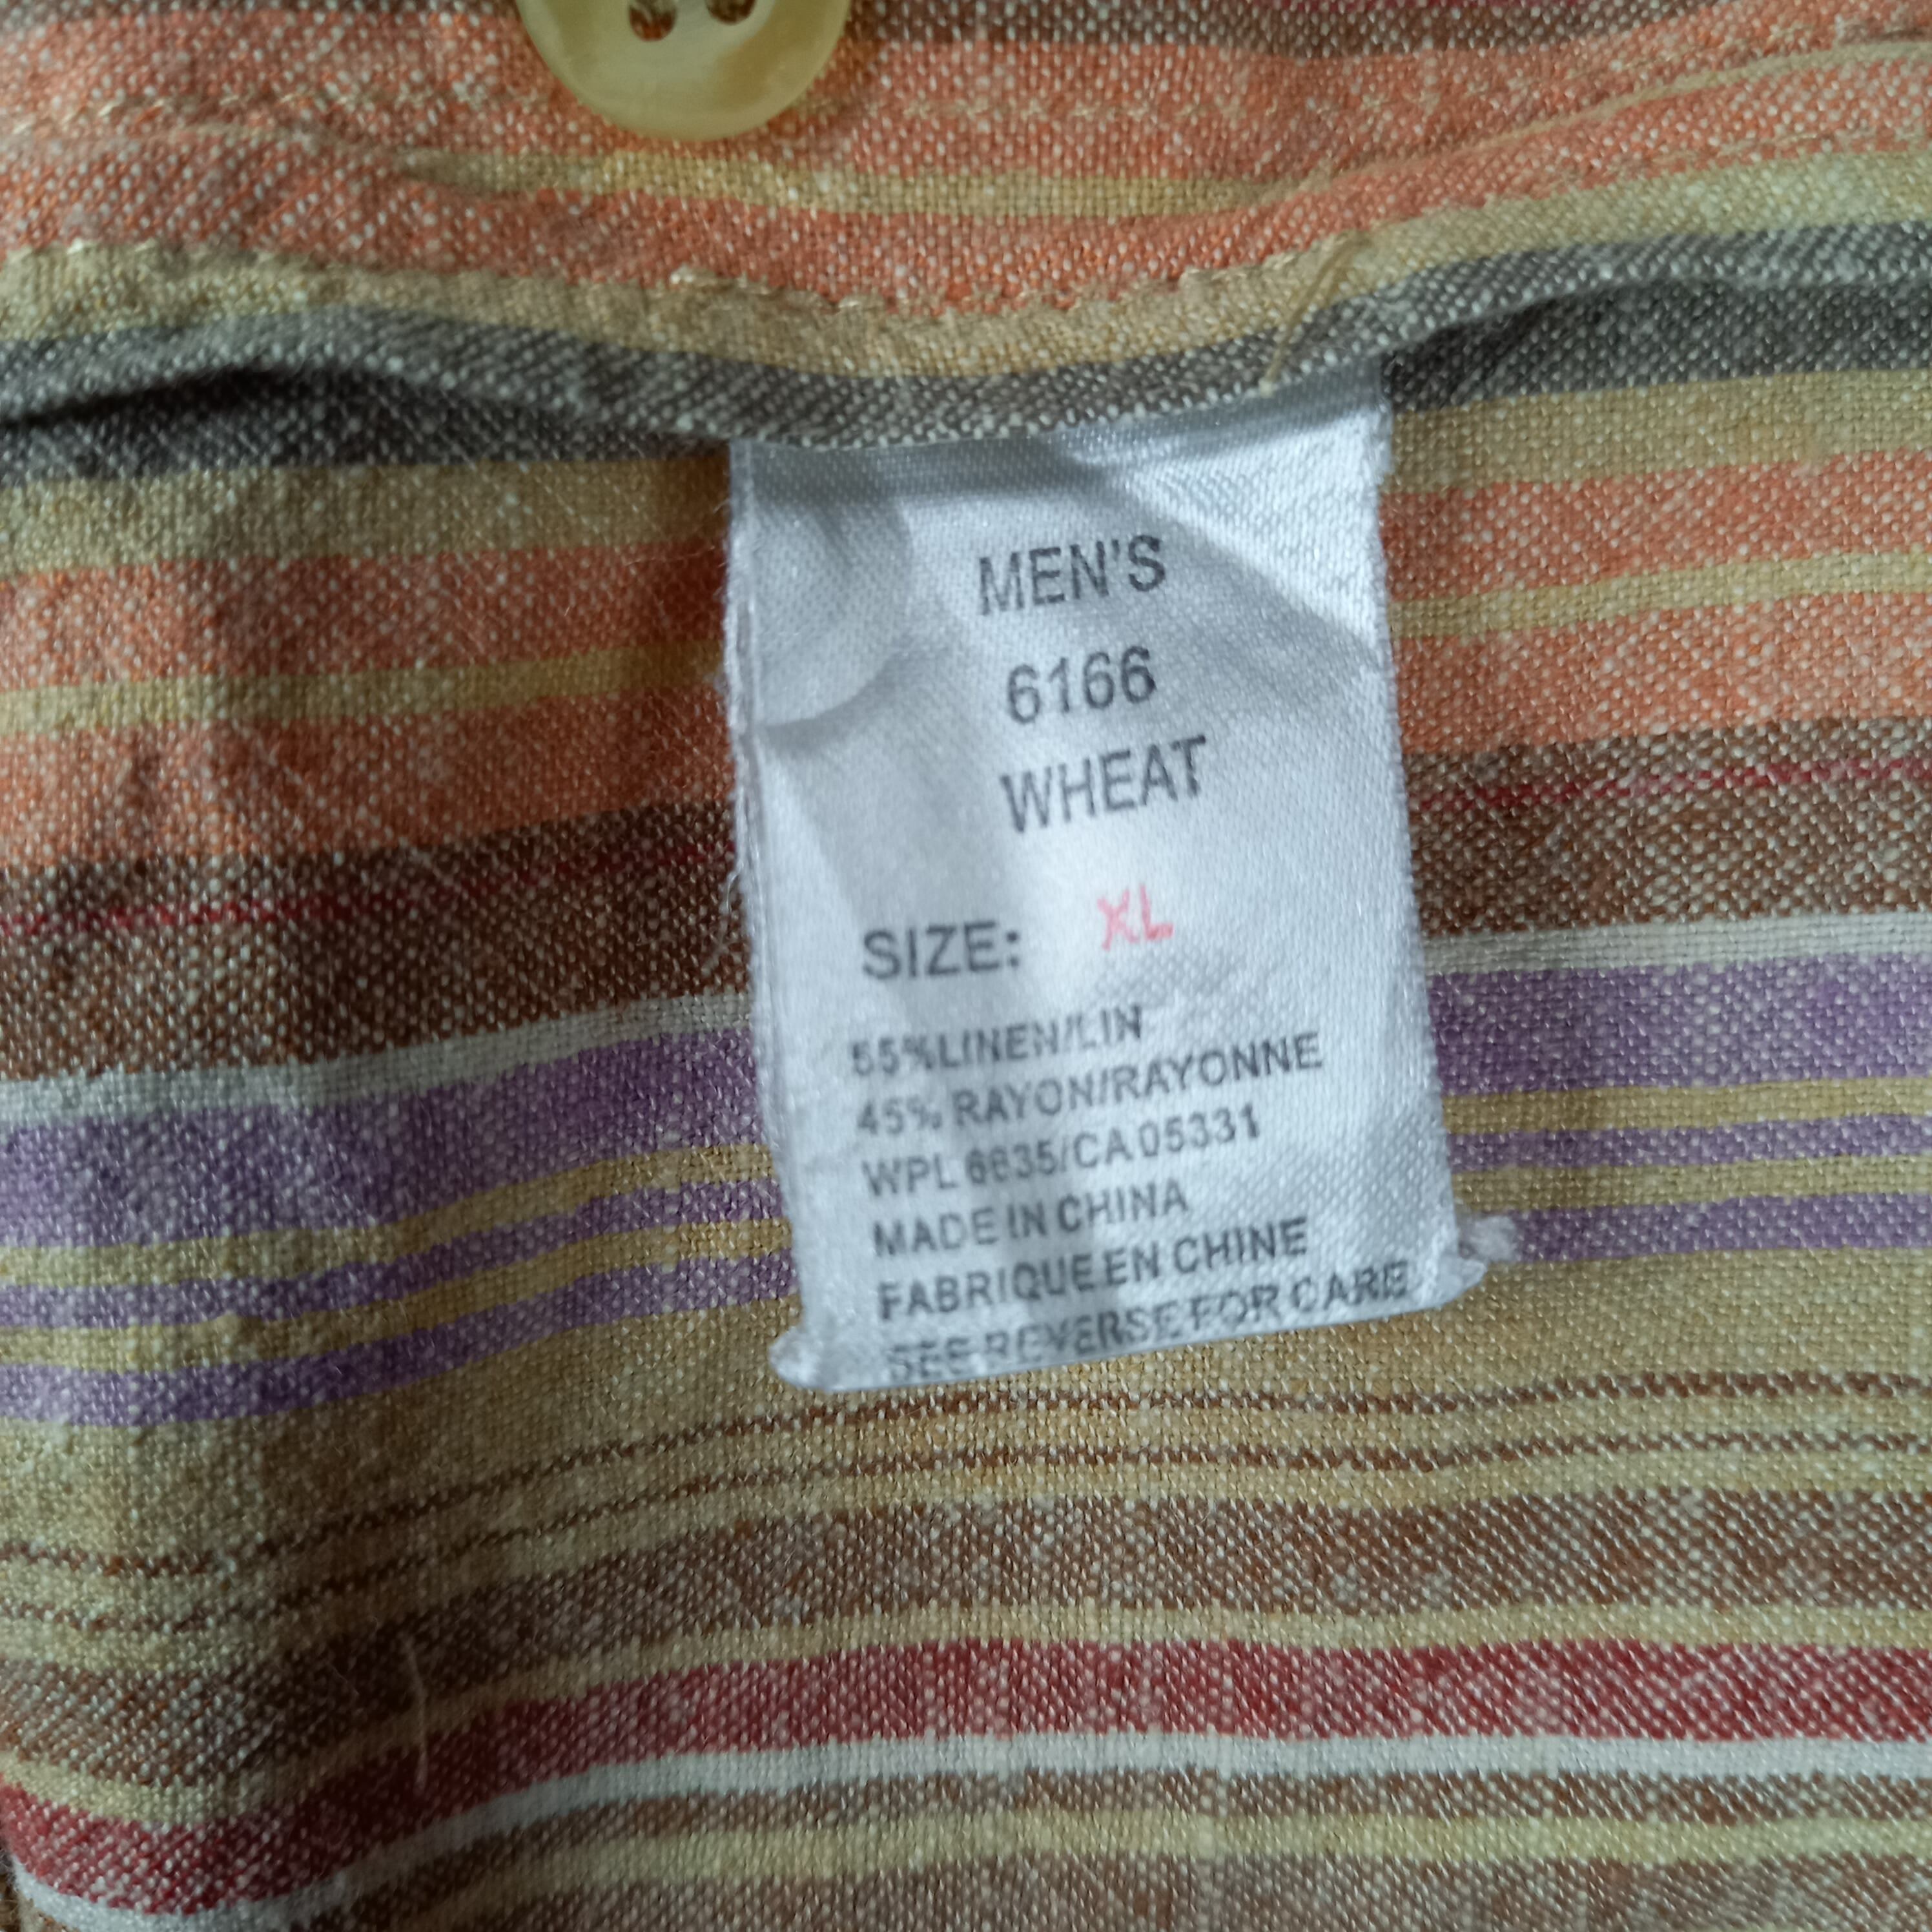 MEN'S
6166
WHEAT
SIZE: XL
55%LINEN/LIN
45% RAYON/RAYONNE
WPL 6635/CA 05331
MADE IN CHINA
FABRIQUE EN CHINE
SEE REVERSE FOR CARE